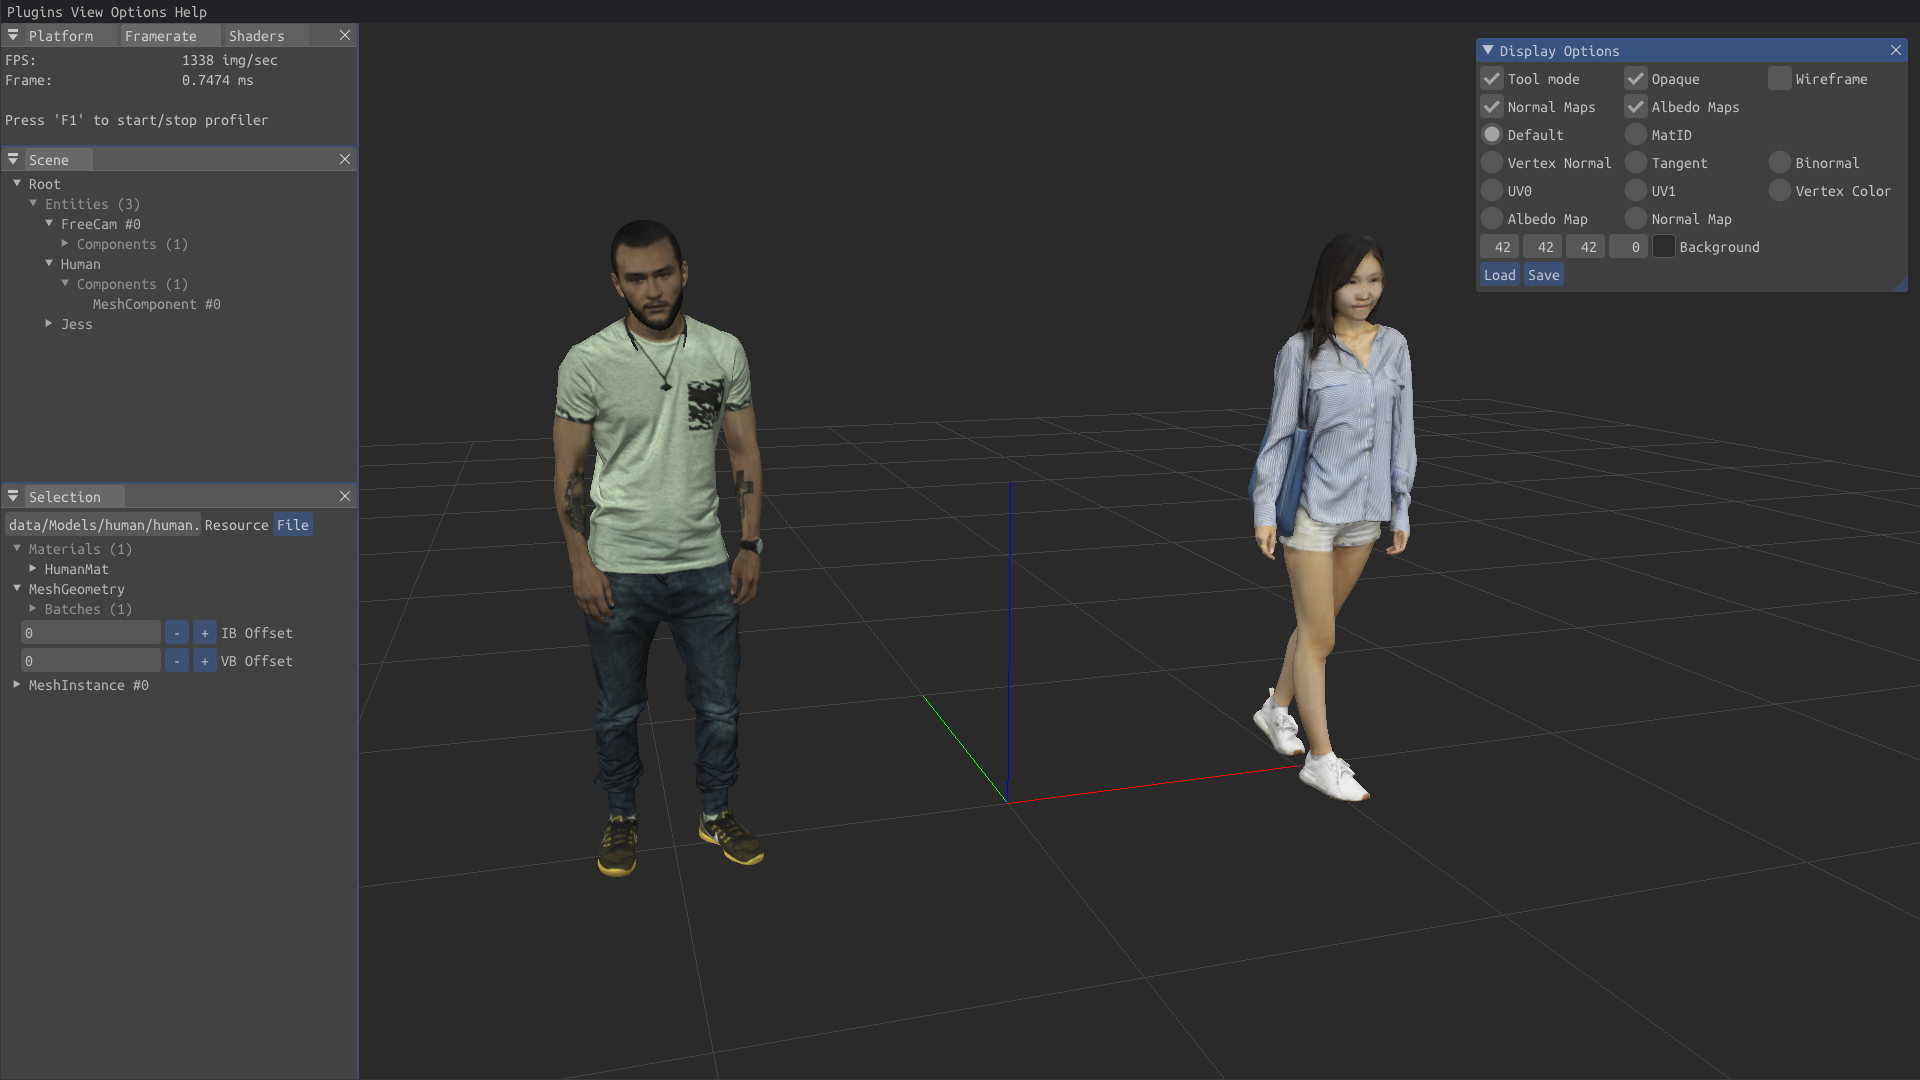 Plugins View Options Help
Platform Framerate Shaders
FPS: 1338 img/sec
Frame: 0.7474 ms
Press 'F1' to start/stop profiler
Scene
Root
Entities (3)
FreeCam #0
Components (1)
Human
Components (1)
MeshComponent #0
Jess
Selection
data/Models/human/human. Resource File
Materials (1)
HumanMat
MeshGeometry
Batches (1)
0 - + IB Offset
0 - + VB Offset
MeshInstance #0
Display Options
Tool mode Opaque Wireframe
Normal Maps Albedo Maps
Default MatID
Vertex Normal Tangent Binormal
UV0 UV1 Vertex Color
Albedo Map Normal Map
42 42 42 0 Background
Load Save